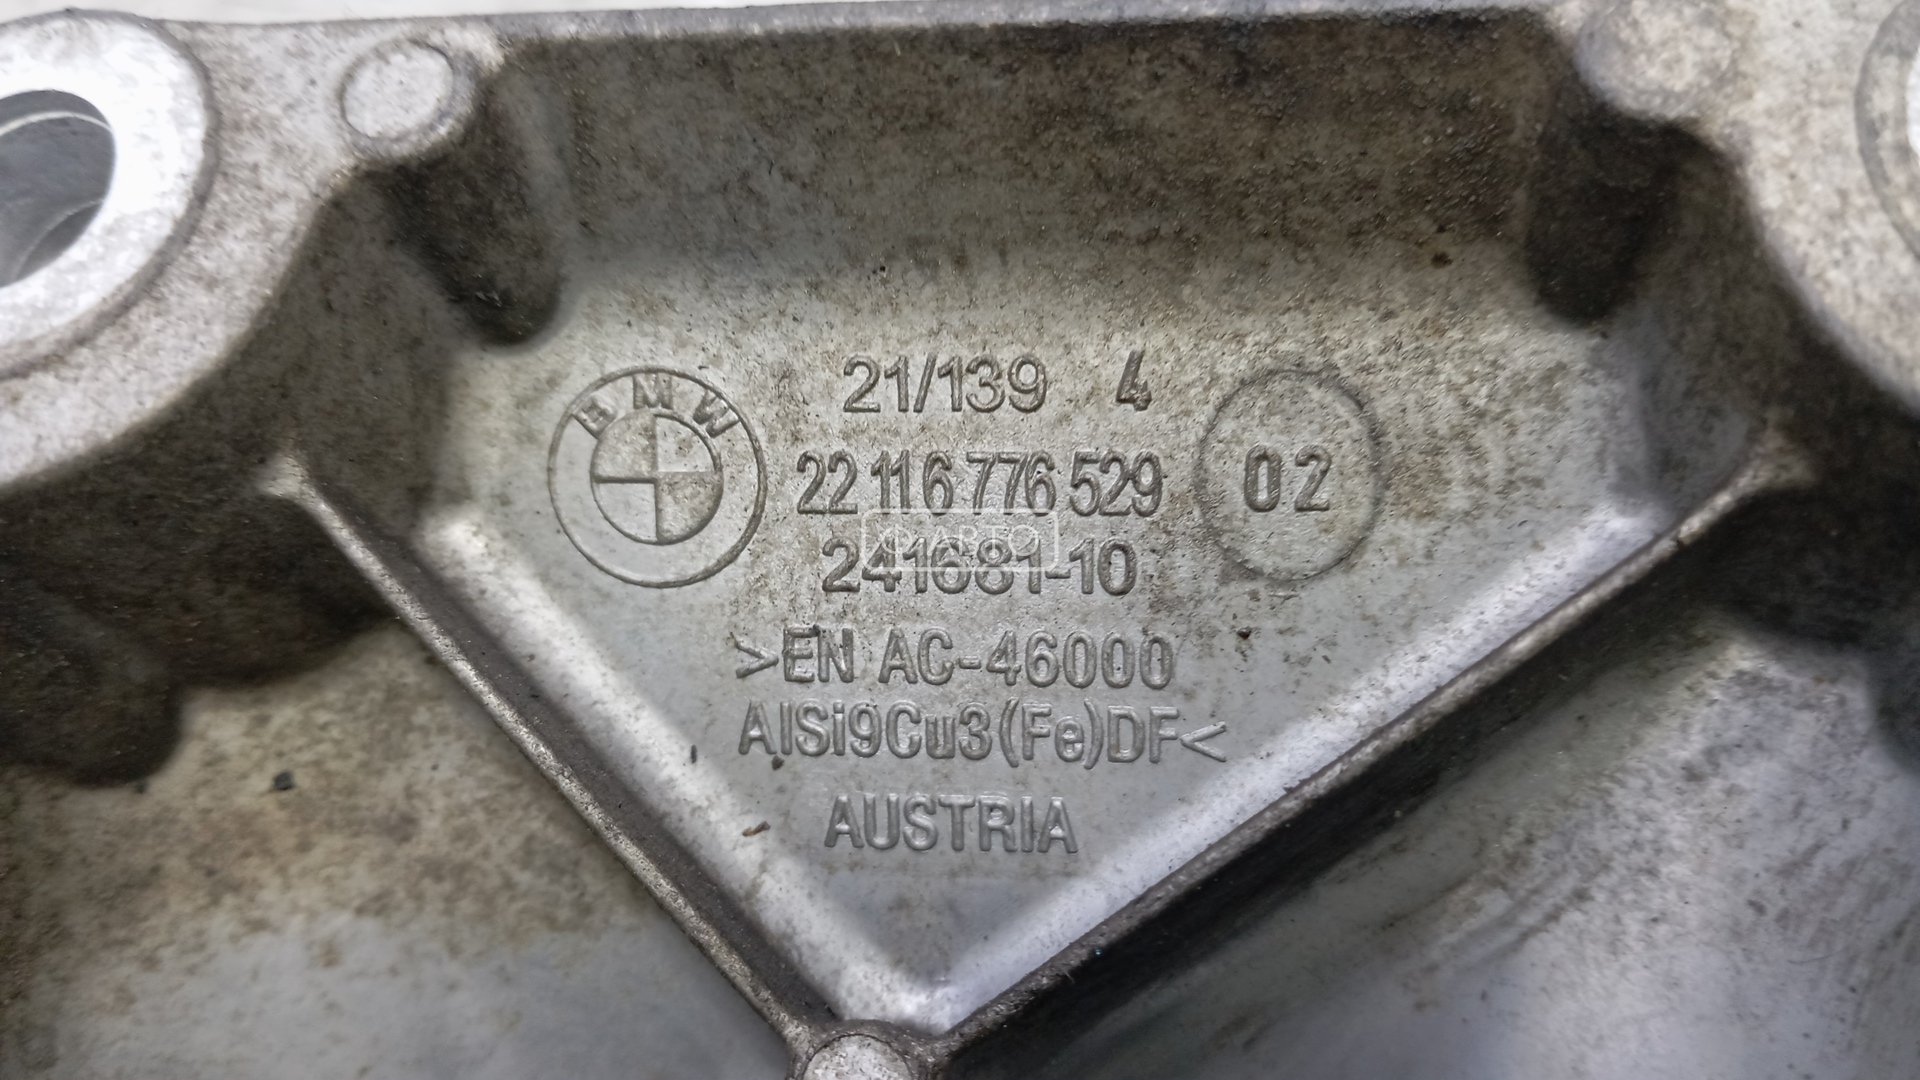 BMW
21/139 4
22 116 776 529
02
241681-10
>EN AC-46000
AlSi9Cu3(Fe)DF<
AUSTRIA